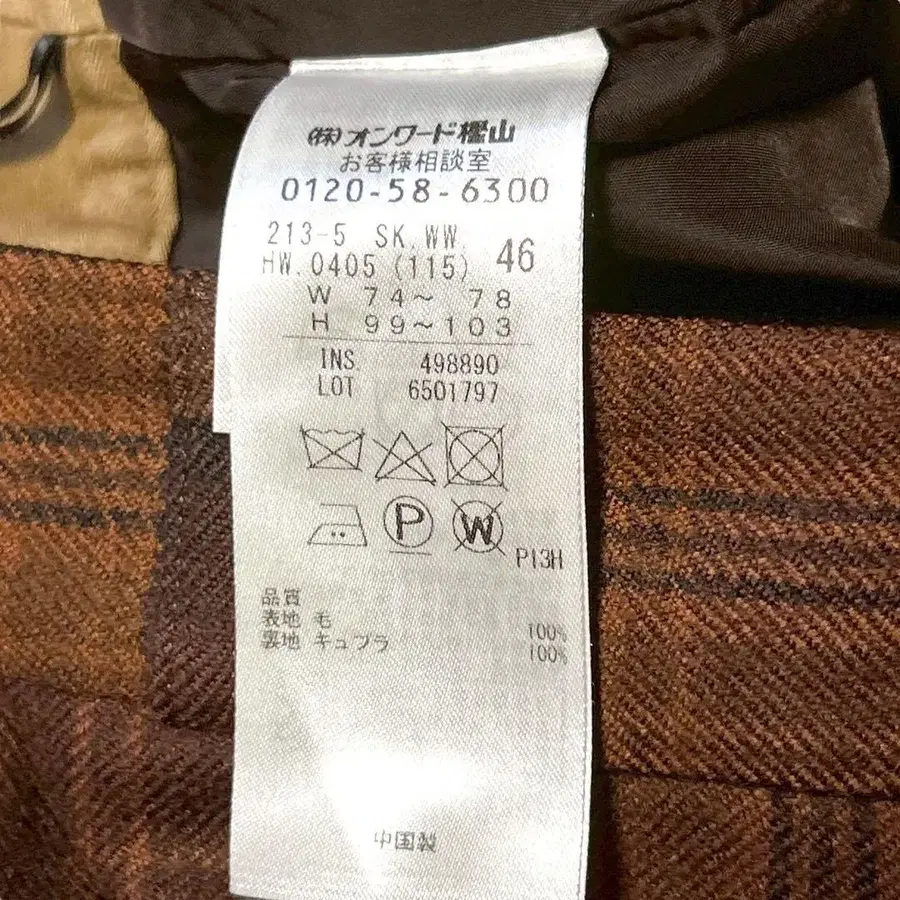 ㈱オンワード樫山
お客様相談室
0120-58-6300
213-5 SK.WW.
HW.0405 (115) 46
W 74～ 78
H 99～103
INS 498890
LOT 6501797
P
W
P13H
品質
表地 毛 100%
裏地 キュプラ 100%
中国製